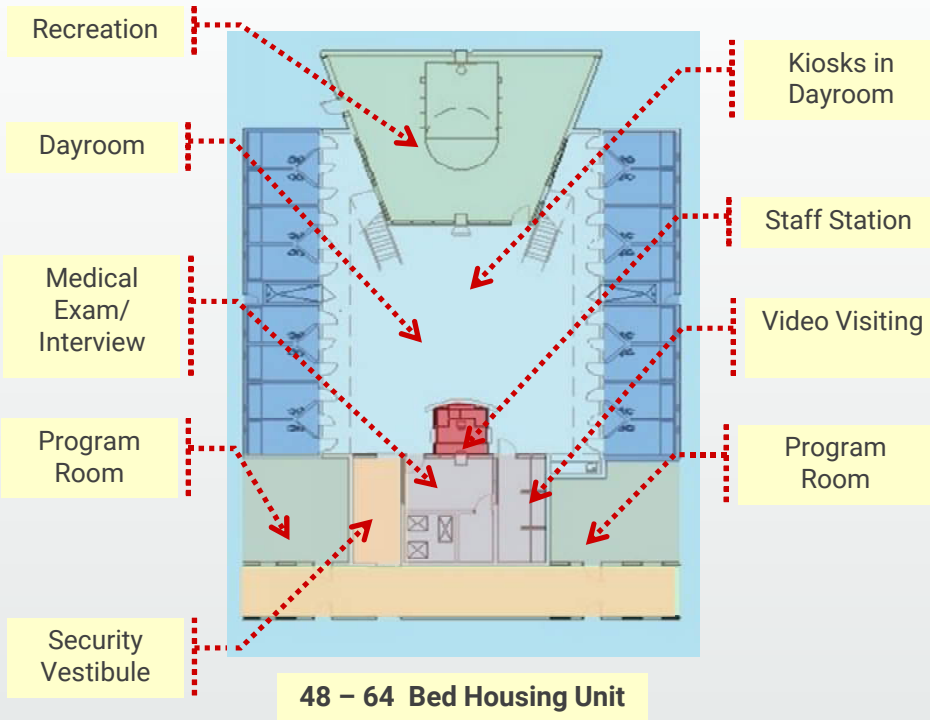 Recreation
Dayroom
Medical
Exam/
Interview
Program
Room
Security
Vestibule
Kiosks in
Dayroom
Staff Station
Video Visiting
Program
Room
48 – 64 Bed Housing Unit